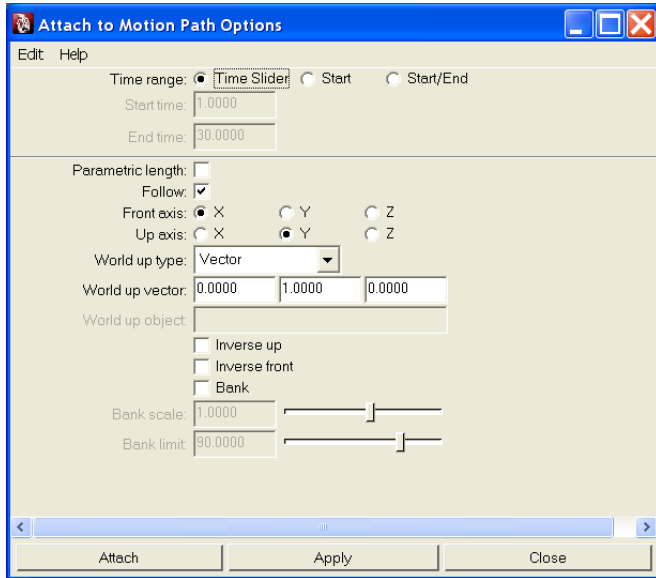 Attach to Motion Path Options
Edit Help
Time range: Time Slider Start Start/End
Start time: 1.0000
End time: 30.0000
Parametric length:
Follow:
Front axis: X Y Z
Up axis: X Y Z
World up type: Vector
World up vector: 0.0000 1.0000 0.0000
World up object:
Inverse up
Inverse front
Bank
Bank scale: 1.0000
Bank limit: 90.0000
Attach Apply Close